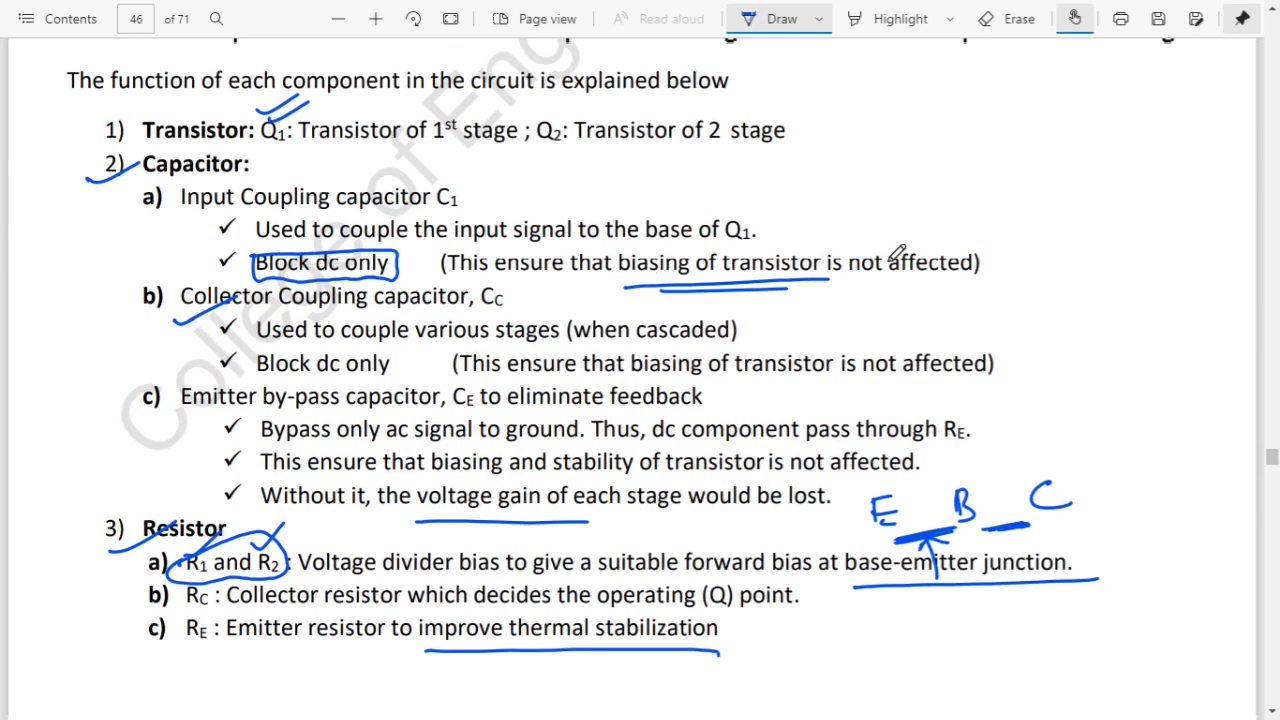 Contents 46 of 71 Page view Read aloud Draw Highlight Erase
The function of each component in the circuit is explained below
1) Transistor: Q1: Transistor of 1st stage ; Q2: Transistor of 2 stage
2) Capacitor:
a) Input Coupling capacitor C1
✓ Used to couple the input signal to the base of Q1.
✓ Block dc only (This ensure that biasing of transistor is not affected)
b) Collector Coupling capacitor, CC
✓ Used to couple various stages (when cascaded)
✓ Block dc only (This ensure that biasing of transistor is not affected)
c) Emitter by-pass capacitor, CE to eliminate feedback
✓ Bypass only ac signal to ground. Thus, dc component pass through RE.
✓ This ensure that biasing and stability of transistor is not affected.
✓ Without it, the voltage gain of each stage would be lost.
E B C
3) Resistor
a) R1 and R2 : Voltage divider bias to give a suitable forward bias at base-emitter junction.
b) RC : Collector resistor which decides the operating (Q) point.
c) RE : Emitter resistor to improve thermal stabilization
College of Eng